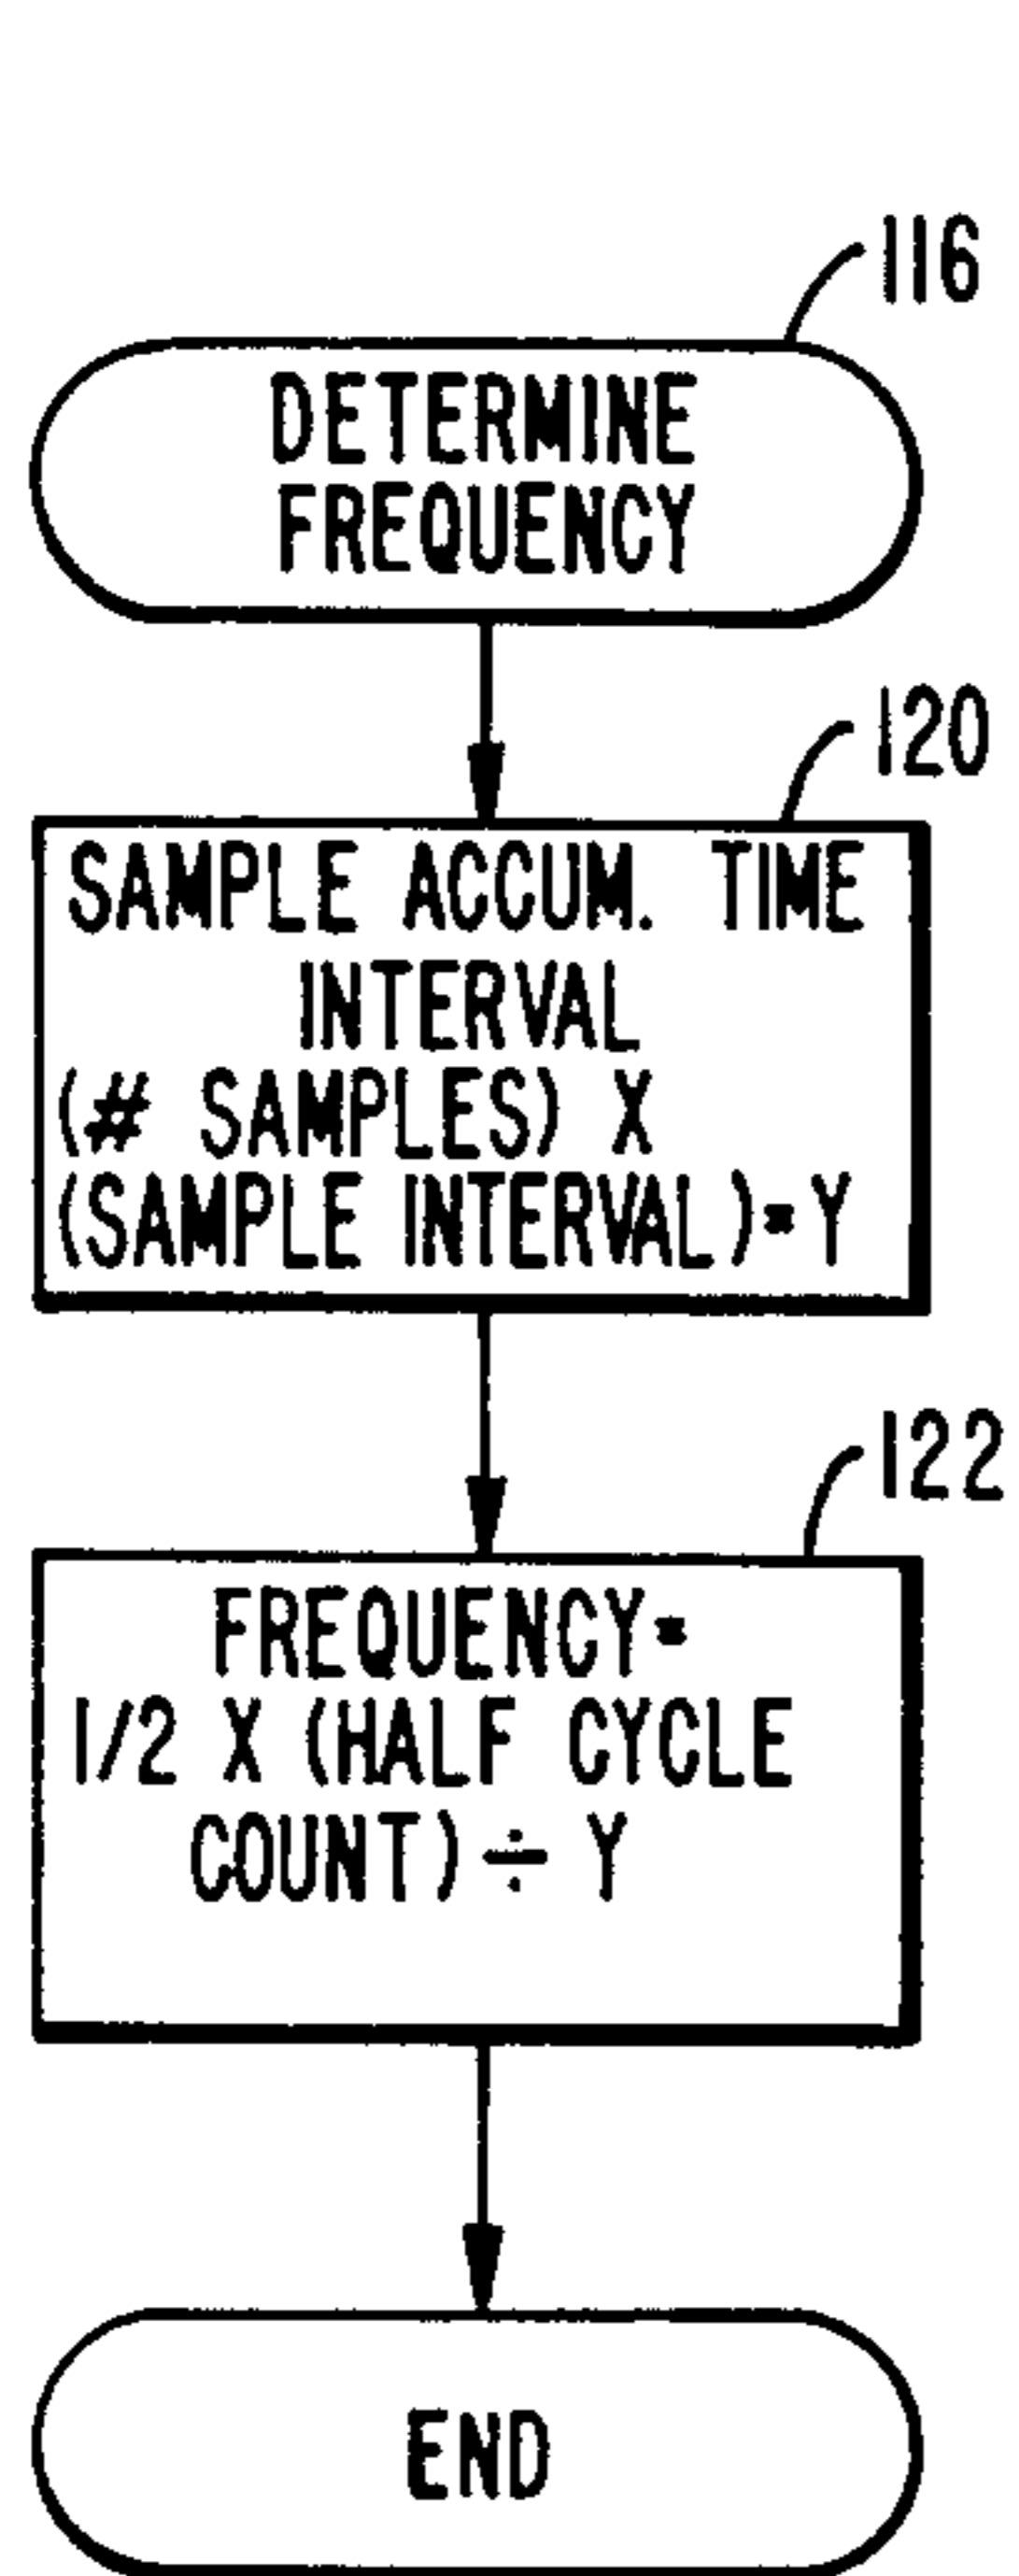 116
DETERMINE
FREQUENCY
120
SAMPLE ACCUM. TIME
INTERVAL
(# SAMPLES) X
(SAMPLE INTERVAL)=Y
122
FREQUENCY=
1/2 X (HALF CYCLE
COUNT) ÷ Y
END